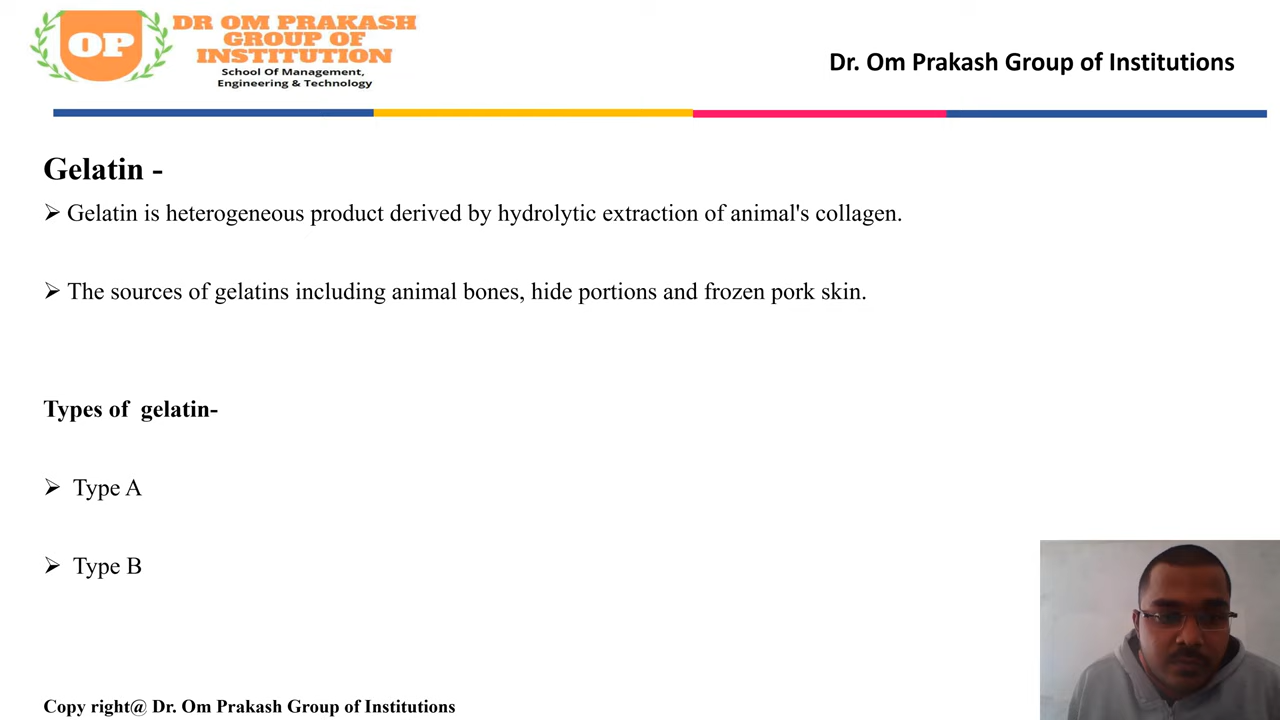 OP
DR OM PRAKASH
GROUP OF
INSTITUTION
School Of Management,
Engineering & Technology
Dr. Om Prakash Group of Institutions
Gelatin -
➢ Gelatin is heterogeneous product derived by hydrolytic extraction of animal's collagen.
➢ The sources of gelatins including animal bones, hide portions and frozen pork skin.
Types of gelatin-
➢ Type A
➢ Type B
Copy right@ Dr. Om Prakash Group of Institutions